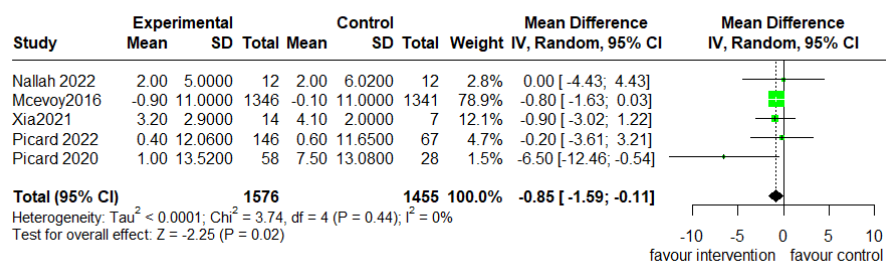 Experimental Control Mean Difference Mean Difference
Study Mean SD Total Mean SD Total Weight IV, Random, 95% CI IV, Random, 95% CI
Nallah 2022 2.00 5.0000 12 2.00 6.0200 12 2.8% 0.00 [ -4.43; 4.43]
Mcevoy2016 -0.90 11.0000 1346 -0.10 11.0000 1341 78.9% -0.80 [ -1.63; 0.03]
Xia2021 3.20 2.9000 14 4.10 2.0000 7 12.1% -0.90 [ -3.02; 1.22]
Picard 2022 0.40 12.0600 146 0.60 11.6500 67 4.7% -0.20 [ -3.61; 3.21]
Picard 2020 1.00 13.5200 58 7.50 13.0800 28 1.5% -6.50 [-12.46; -0.54]
Total (95% CI) 1576 1455 100.0% -0.85 [ -1.59; -0.11]
Heterogeneity: Tau² < 0.0001; Chi² = 3.74, df = 4 (P = 0.44); I² = 0%
Test for overall effect: Z = -2.25 (P = 0.02)
-10 -5 0 5 10
favour intervention favour control